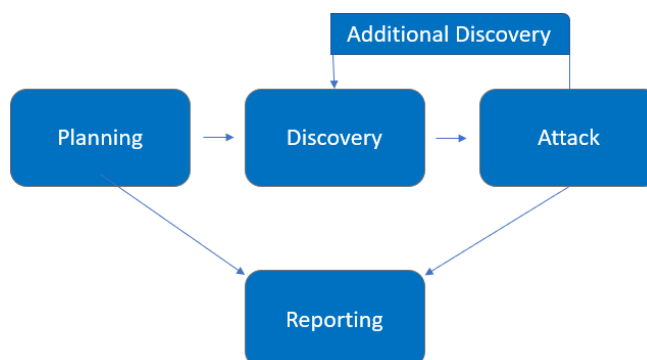 Additional Discovery
Planning
Discovery
Attack
Reporting